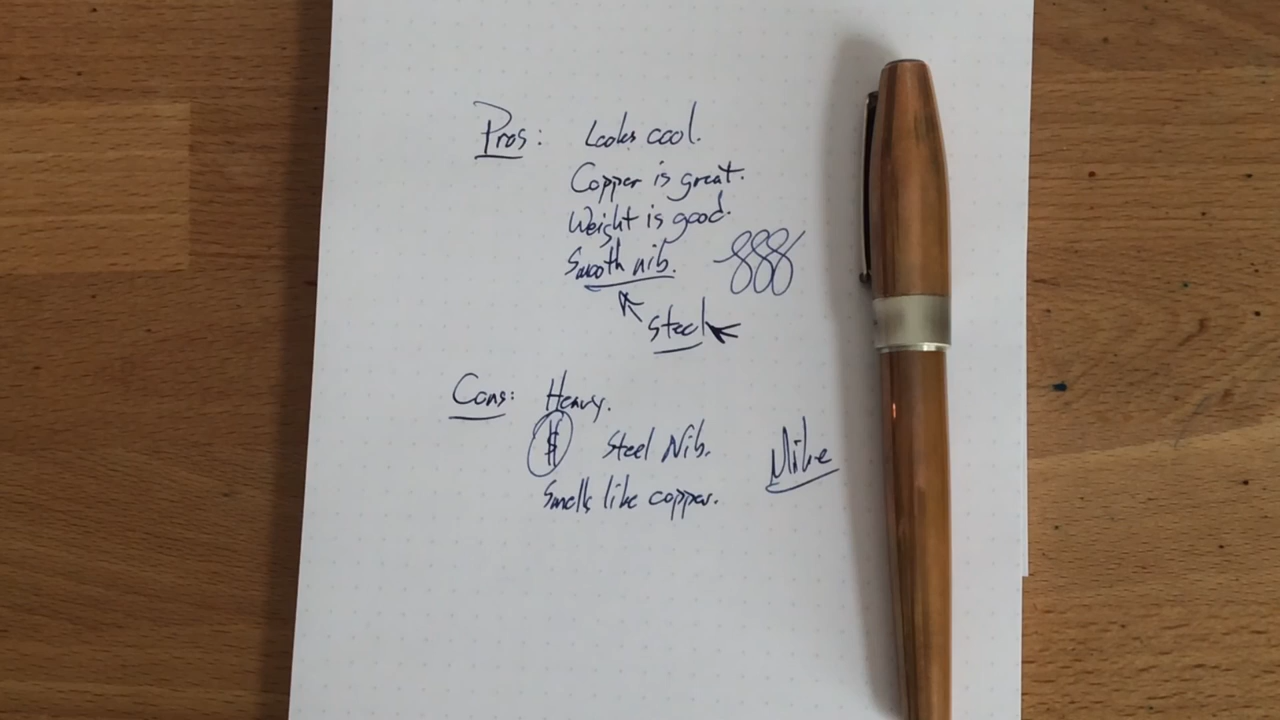 Pros: Looks cool.
Copper is great.
Weight is good.
Smooth nib.
Steel
Cons: Heavy.
$ Steel Nib.
Mike
Smells like copper.